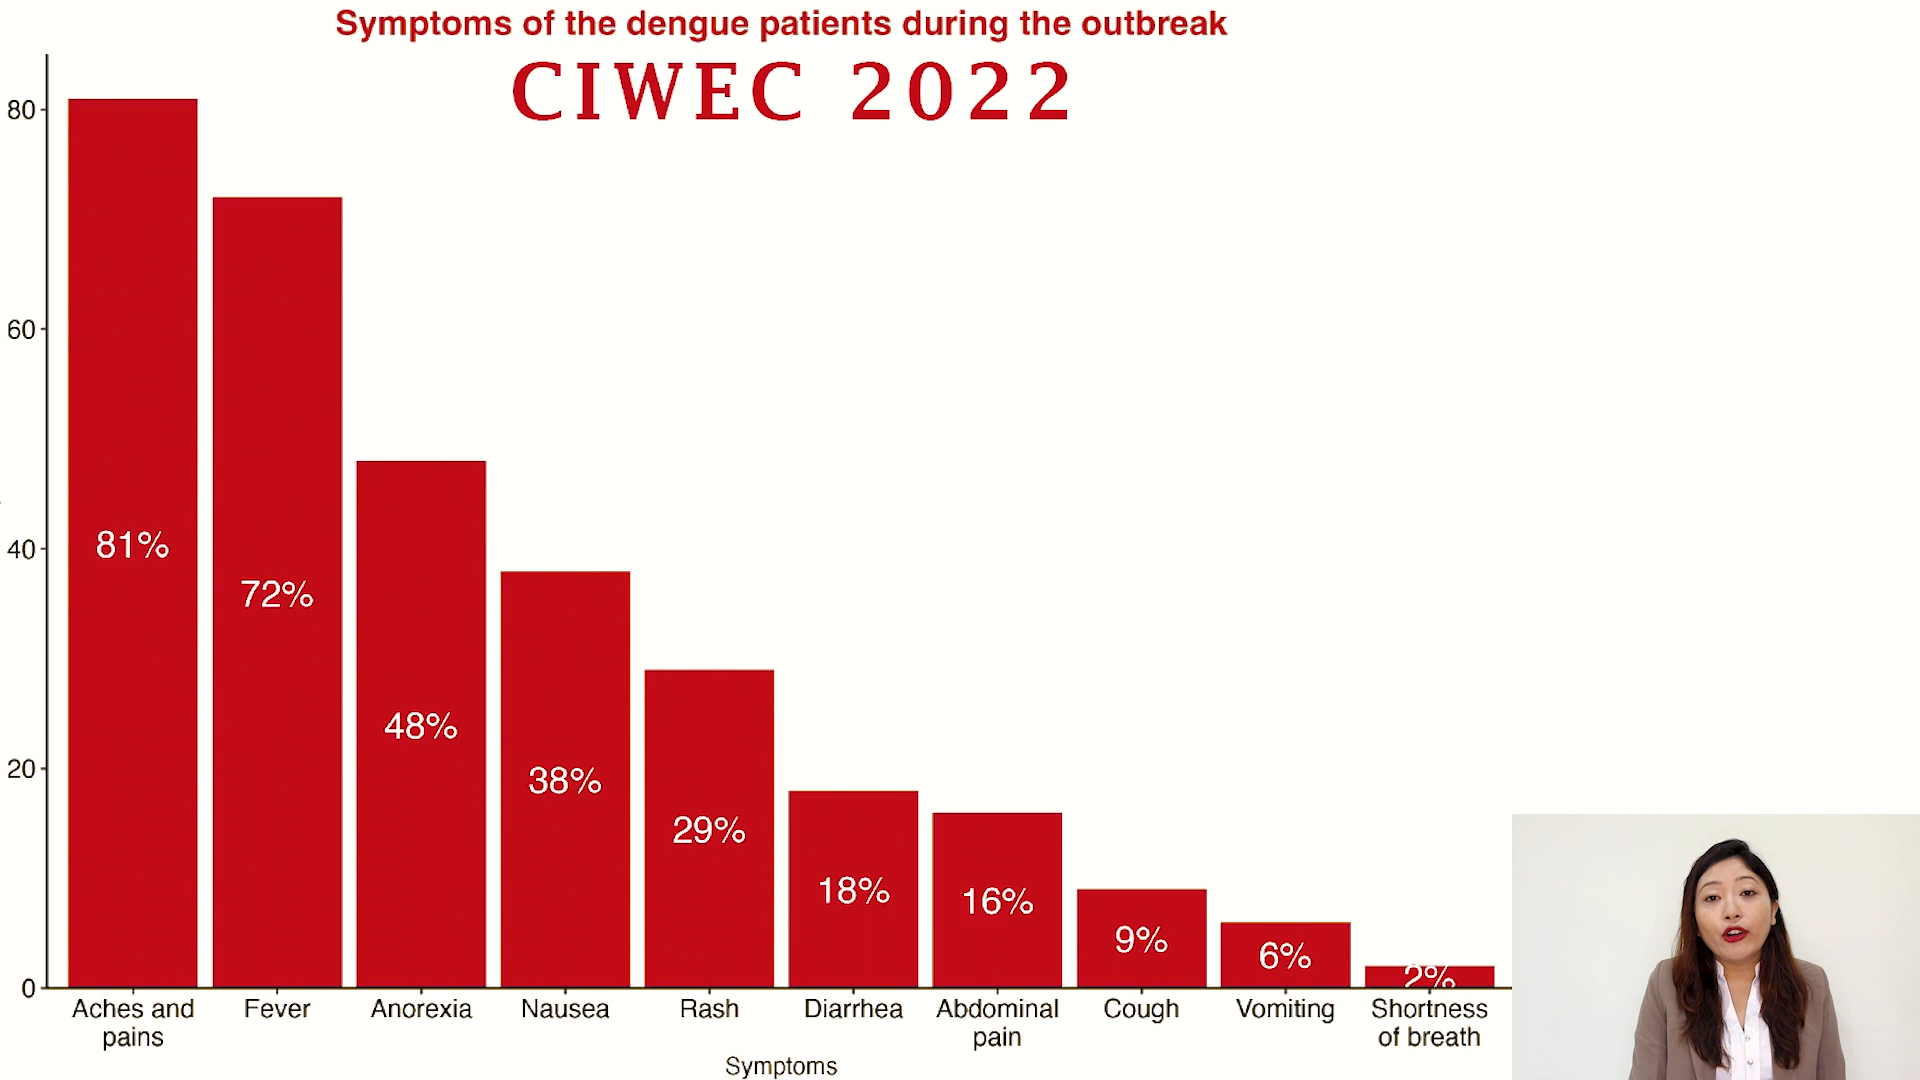 Symptoms of the dengue patients during the outbreak
CIWEC 2022
80
60
40
20
0
81%
72%
48%
38%
29%
18%
16%
9%
6%
2%
Aches and
pains
Fever
Anorexia
Nausea
Rash
Diarrhea
Abdominal
pain
Cough
Vomiting
Shortness
of breath
Symptoms